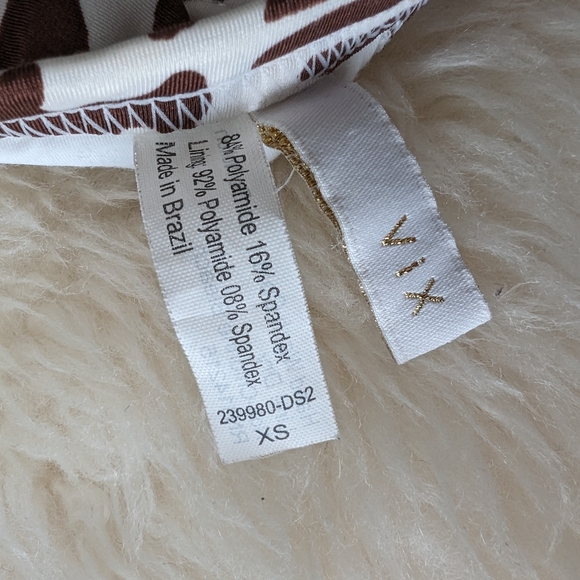 84% Polyamide 16% Spandex
Lining: 92% Polyamide 08% Spandex
Made in Brazil
239980-DS2
XS
ViX